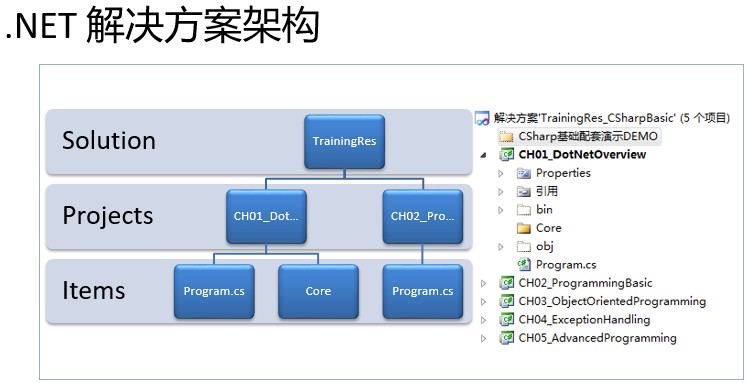 .NET 解决方案架构
Solution
TrainingRes
Projects
CH01_Dot...
CH02_Pro...
Items
Program.cs
Core
Program.cs
解决方案'TrainingRes_CSharpBasic' (5 个项目)
CSharp基础配套演示DEMO
CH01_DotNetOverview
Properties
引用
bin
Core
obj
Program.cs
CH02_ProgrammingBasic
CH03_ObjectOrientedProgramming
CH04_ExceptionHandling
CH05_AdvancedProgramming